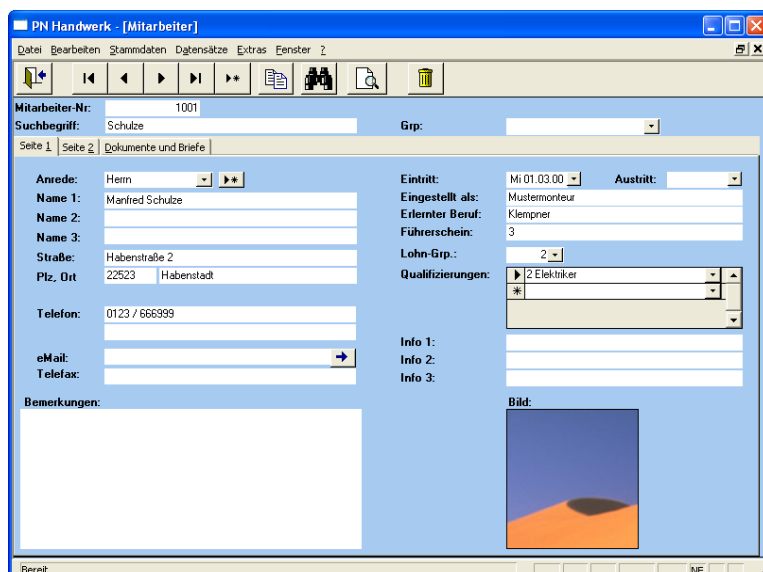 PN Handwerk - [Mitarbeiter]
Datei Bearbeiten Stammdaten Datensätze Extras Fenster ?
Mitarbeiter-Nr: 1001
Suchbegriff: Schulze Grp:
Seite 1 Seite 2 Dokumente und Briefe
Anrede: Herrn Eintritt: Mi 01.03.00 Austritt:
Name 1: Manfred Schulze Eingestellt als: Mustermonteur
Name 2: Erlernter Beruf: Klempner
Name 3: Führerschein: 3
Straße: Habenstraße 2 Lohn-Grp.: 2
Plz, Ort 22523 Habenstadt Qualifizierungen: 2 Elektriker
Telefon: 0123 / 666999
Info 1:
eMail: Info 2:
Telefax: Info 3:
Bemerkungen: Bild:
Bereit NF